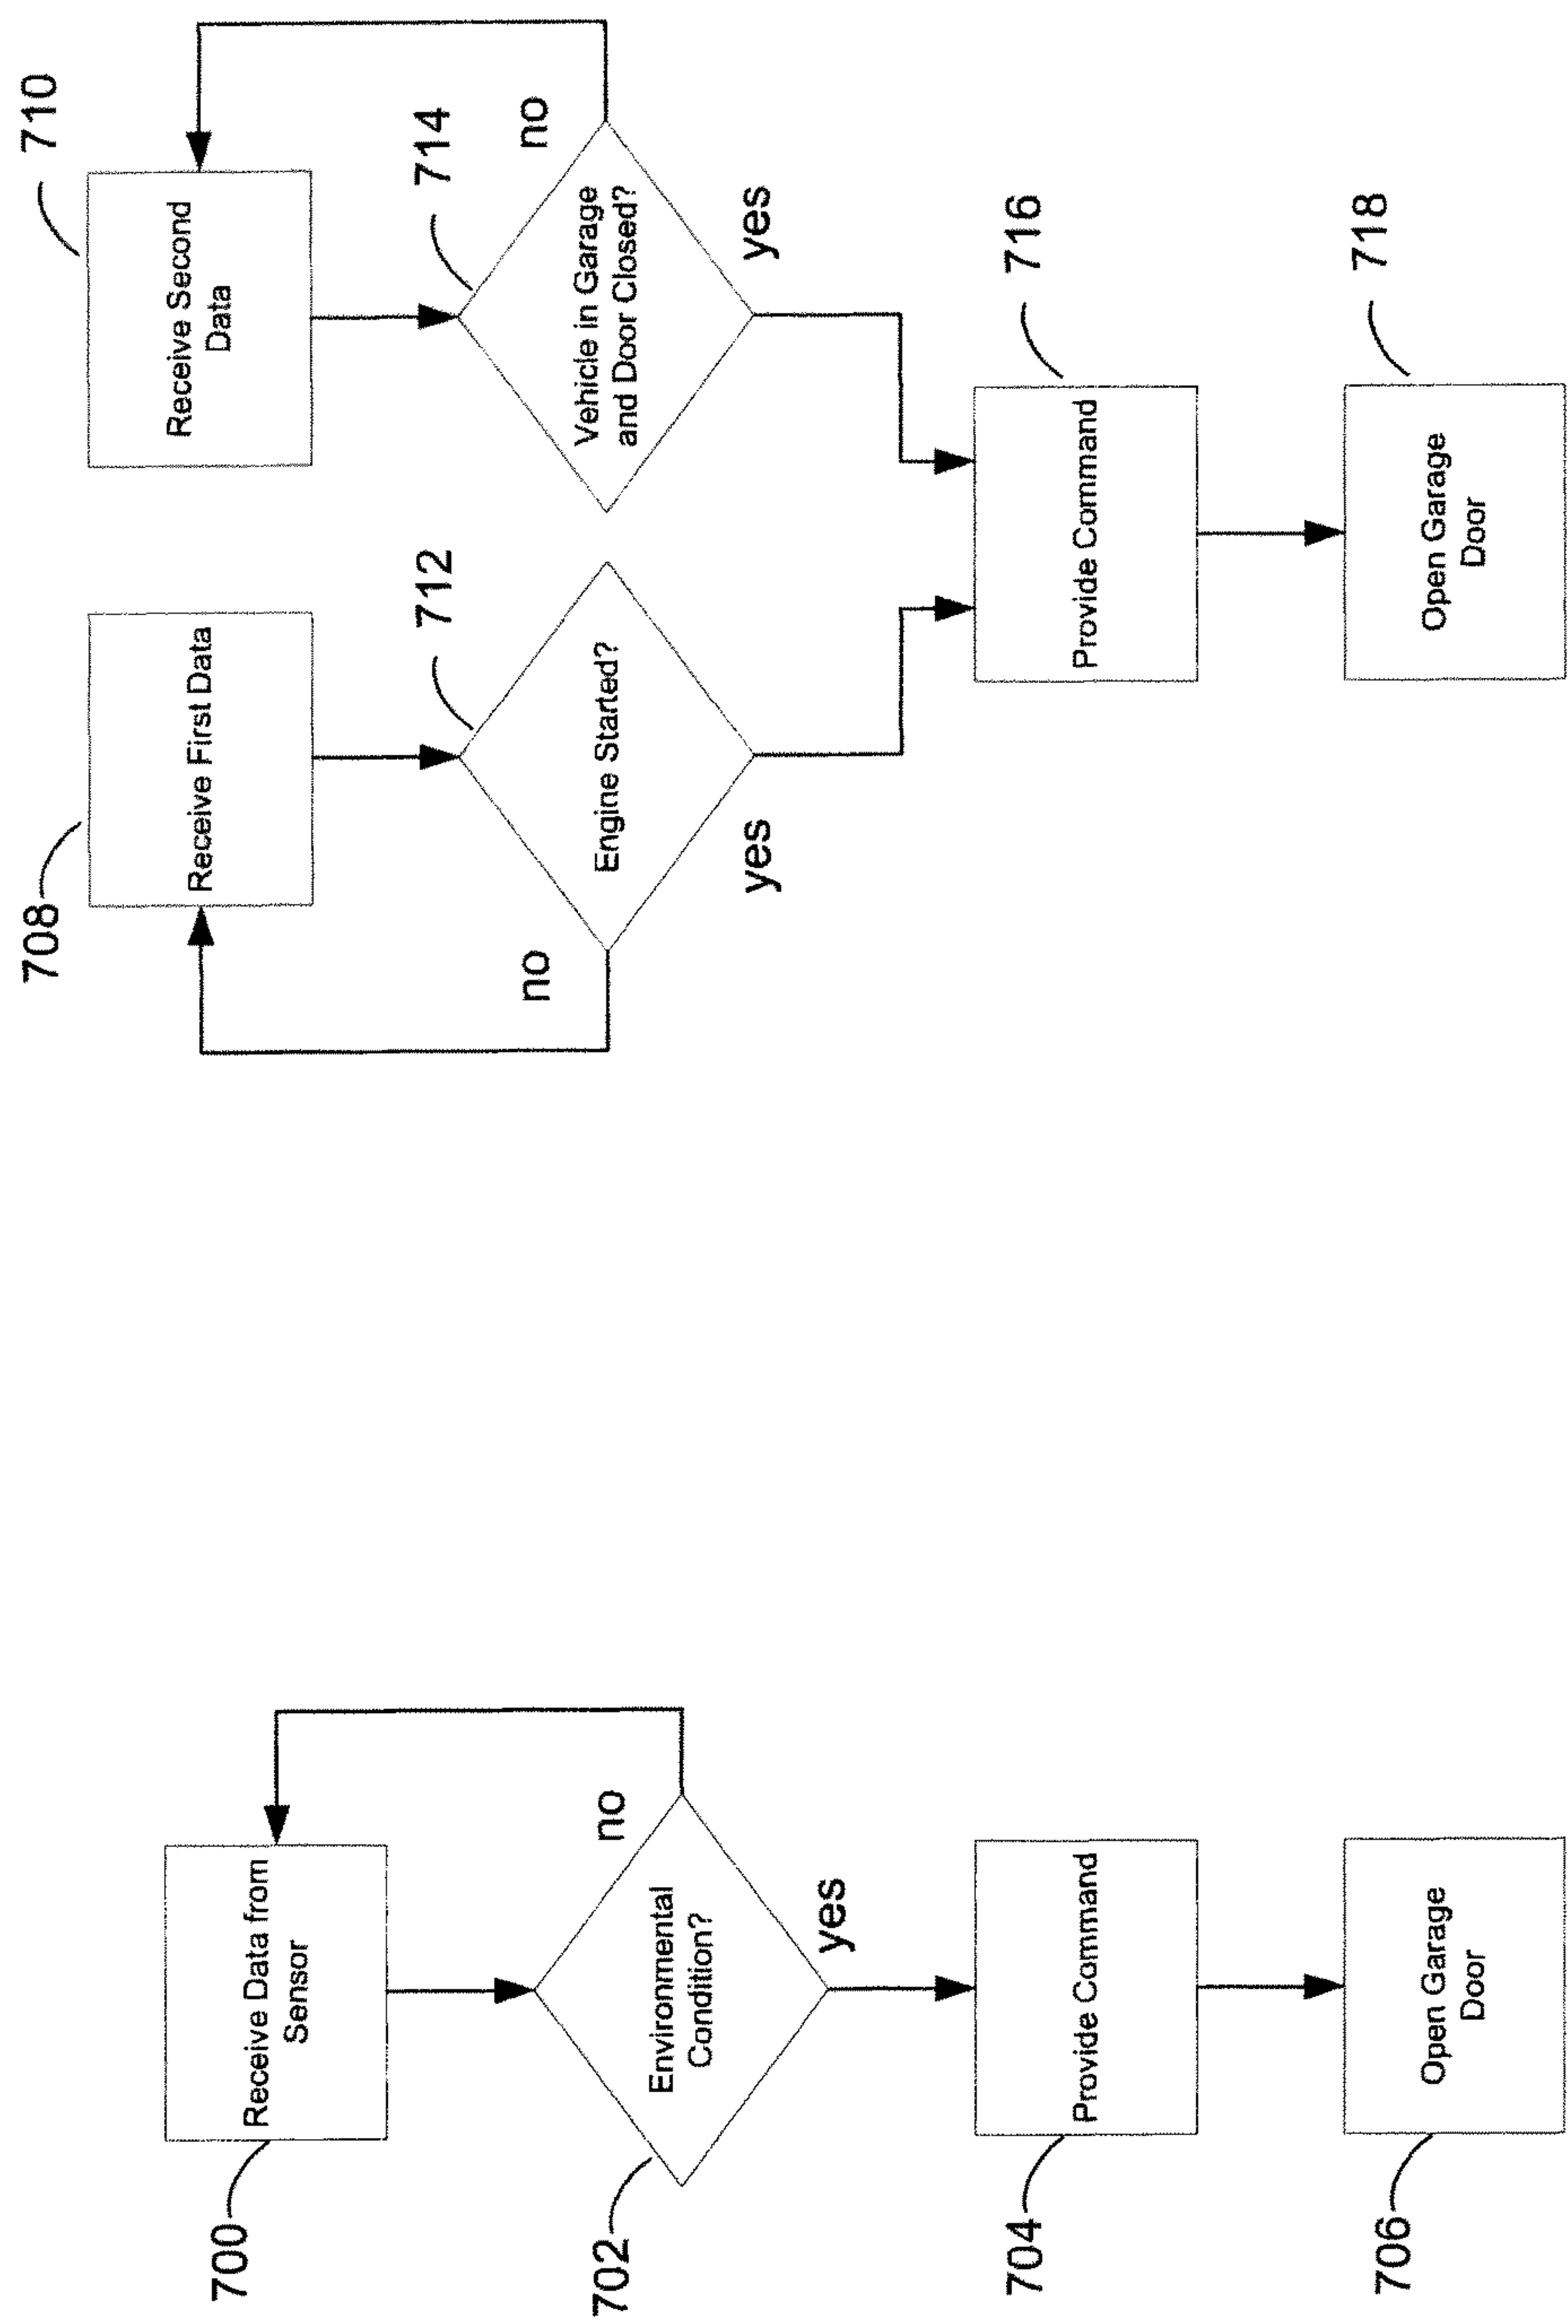 700
Receive Data from
Sensor
702
Environmental
Condition?
no
yes
704
Provide Command
706
Open Garage
Door
708
Receive First Data
710
Receive Second
Data
712
Engine Started?
no
yes
714
Vehicle in Garage
and Door Closed?
no
yes
716
Provide Command
718
Open Garage
Door